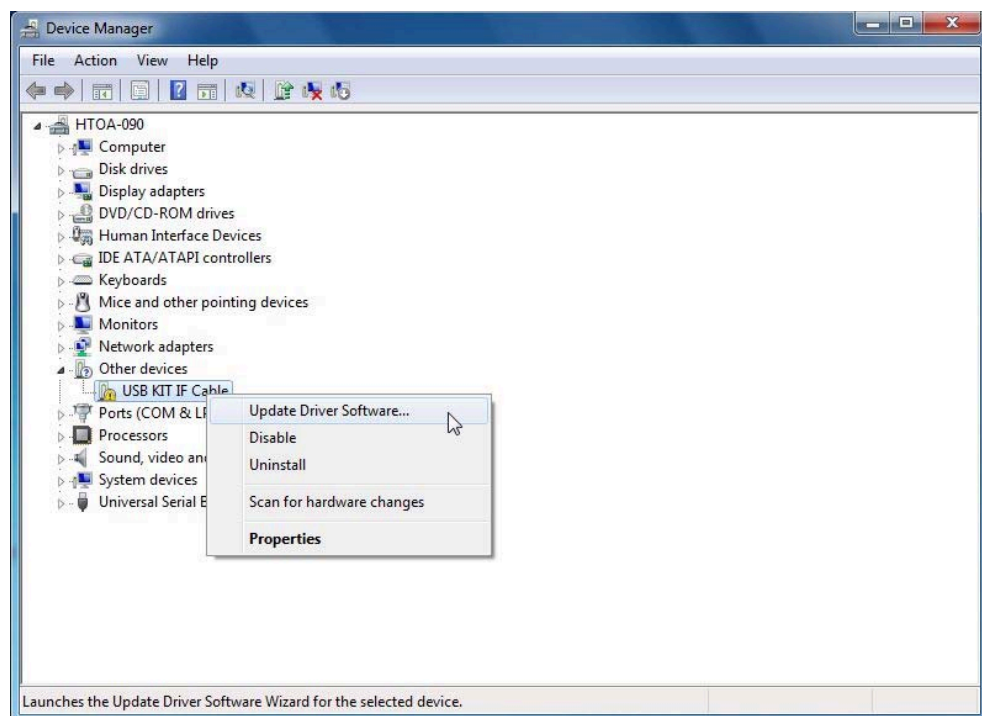 Device Manager
File Action View Help
HTOA-090
Computer
Disk drives
Display adapters
DVD/CD-ROM drives
Human Interface Devices
IDE ATA/ATAPI controllers
Keyboards
Mice and other pointing devices
Monitors
Network adapters
Other devices
USB KIT IF Cable
Ports (COM &
Processors
Sound, video
System devices
Universal Serial
Update Driver Software...
Disable
Uninstall
Scan for hardware changes
Properties
Launches the Update Driver Software Wizard for the selected device.